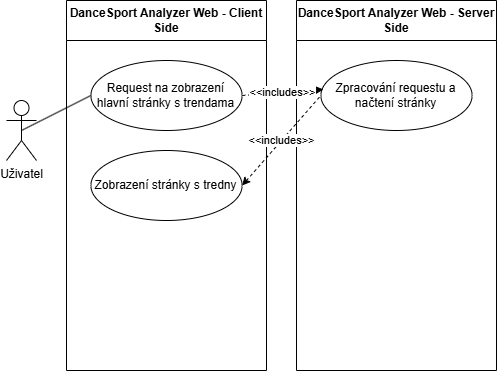 DanceSport Analyzer Web - Client
Side
DanceSport Analyzer Web - Server
Side
Request na zobrazení
hlavní stránky s trendama
<<includes>>
Zpracování requestu a
načtení stránky
<<includes>>
Uživatel
Zobrazení stránky s tredny